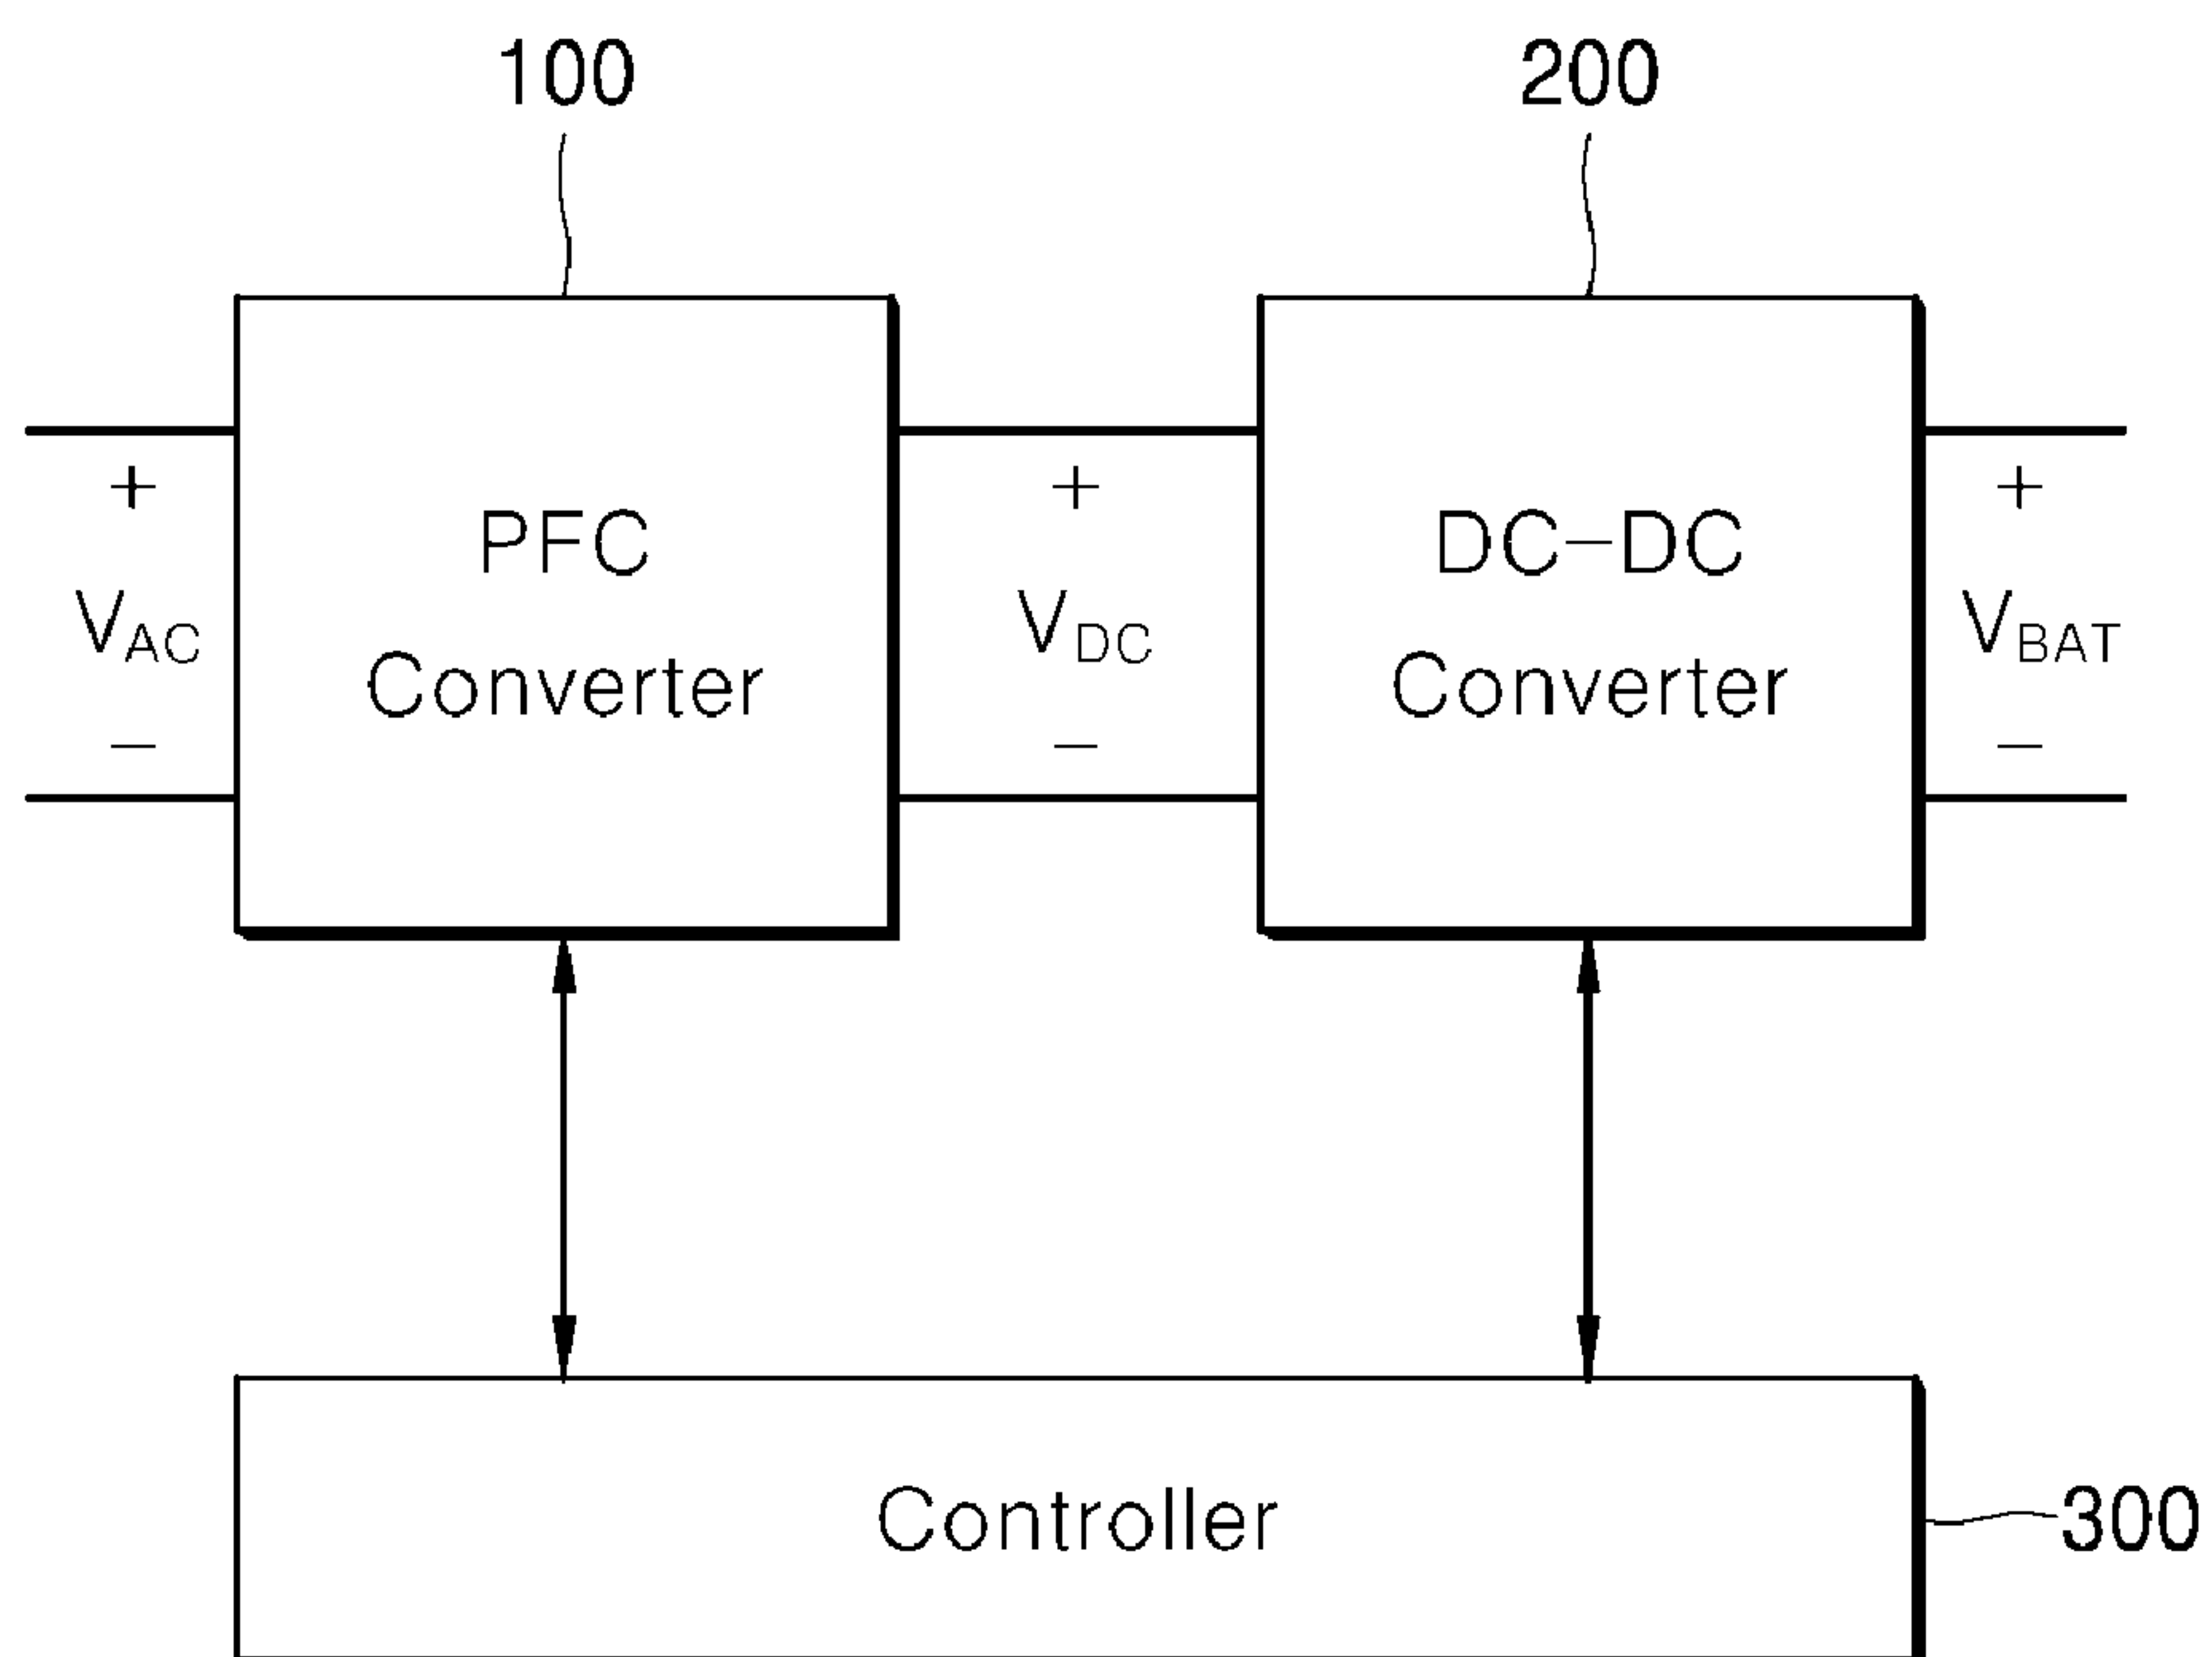 100
200
+
+
+
PFC
Converter
DC-DC
Converter
VAC
VDC
VBAT
−
−
−
Controller
300